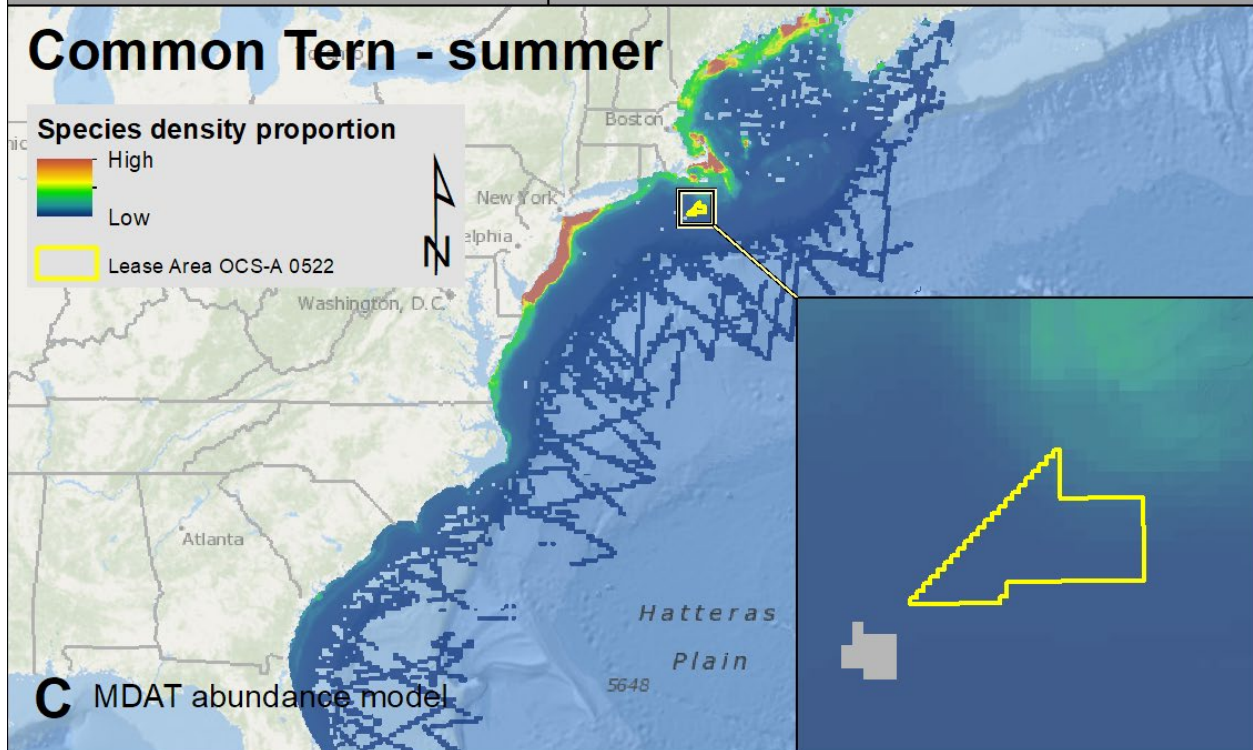 Common Tern - summer
Species density proportion
High
Low
Lease Area OCS-A 0522
N
Boston
New York
elphia
Washington, D.C.
Atlanta
Hatteras
Plain
5648
C MDAT abundance model